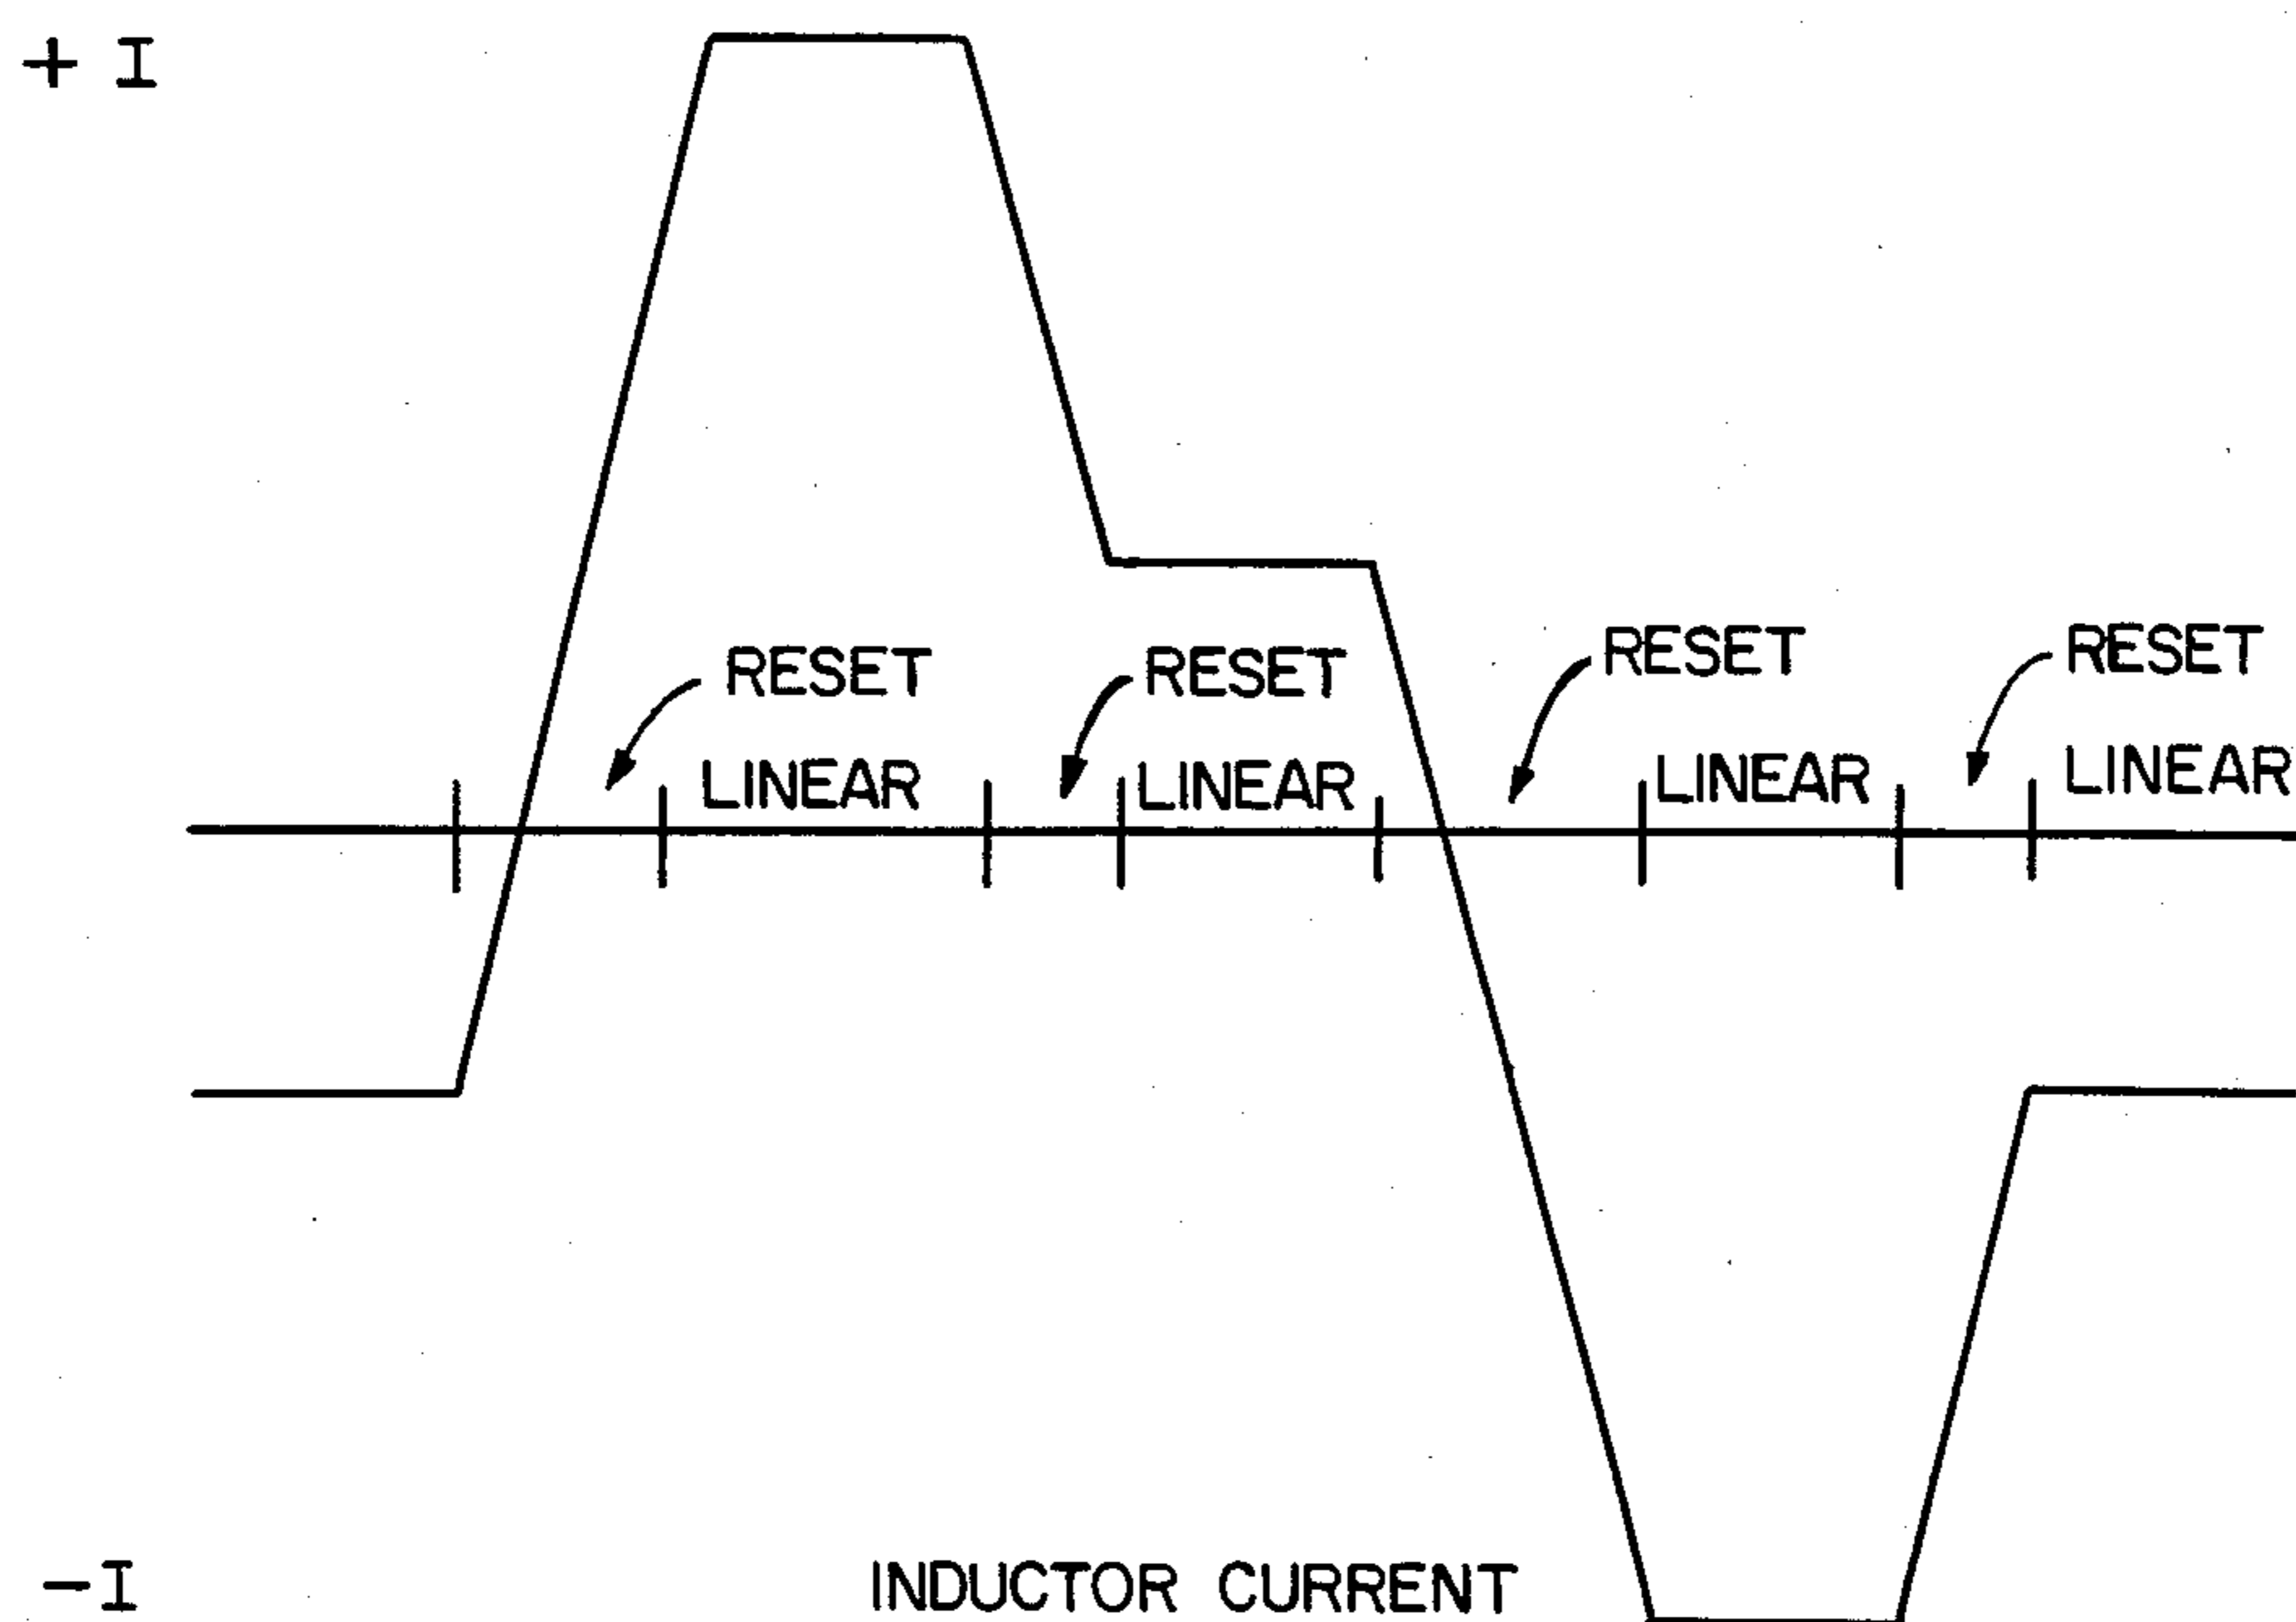 + I
RESET RESET RESET RESET
LINEAR LINEAR LINEAR LINEAR
-I
INDUCTOR CURRENT